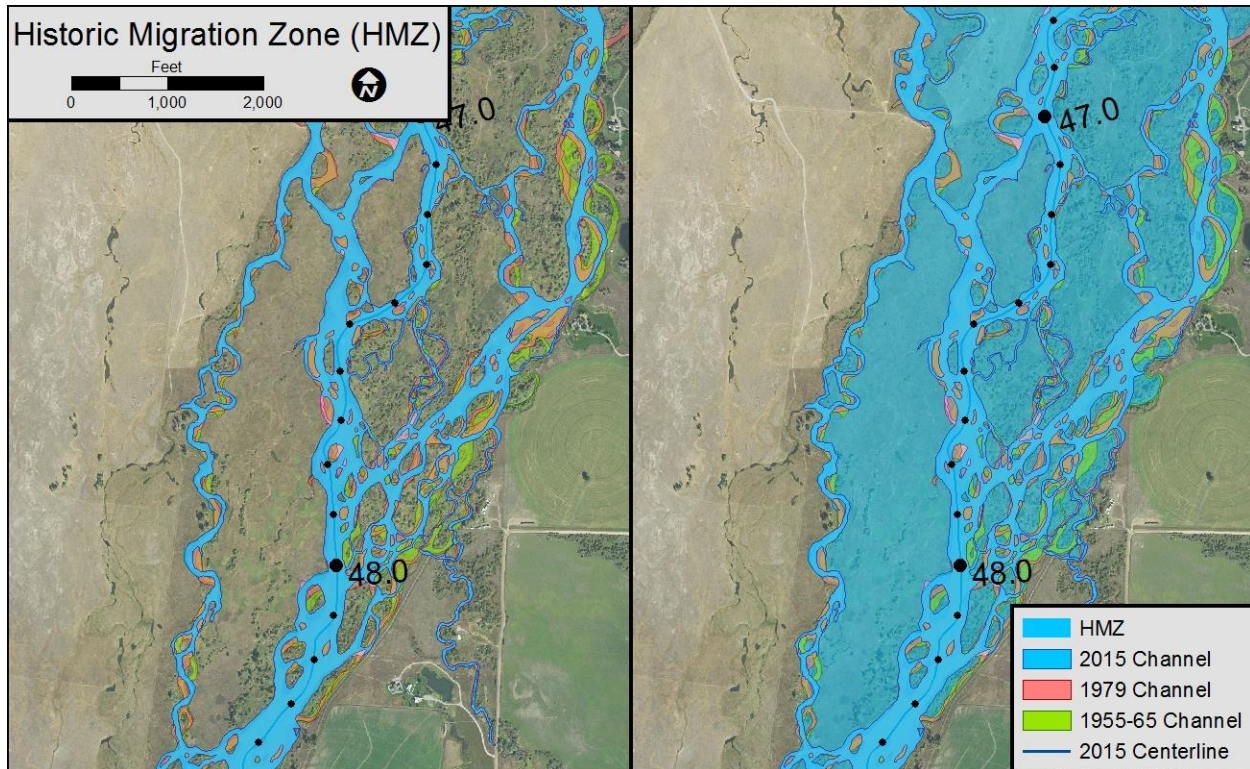 Historic Migration Zone (HMZ)
Feet
0 1,000 2,000
N
47.0
48.0
47.0
48.0
HMZ
2015 Channel
1979 Channel
1955-65 Channel
2015 Centerline